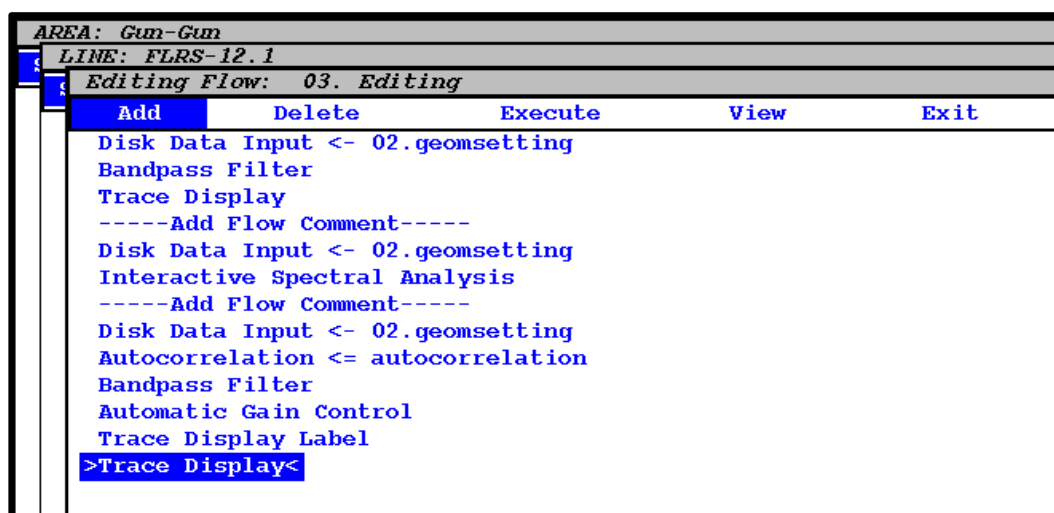 AREA: Gun-Gun
LINE: FLRS-12.1
Editing Flow: 03. Editing
Add Delete Execute View Exit
Disk Data Input <- 02.geomsetting
Bandpass Filter
Trace Display
-----Add Flow Comment-----
Disk Data Input <- 02.geomsetting
Interactive Spectral Analysis
-----Add Flow Comment-----
Disk Data Input <- 02.geomsetting
Autocorrelation <= autocorrelation
Bandpass Filter
Automatic Gain Control
Trace Display Label
>Trace Display<